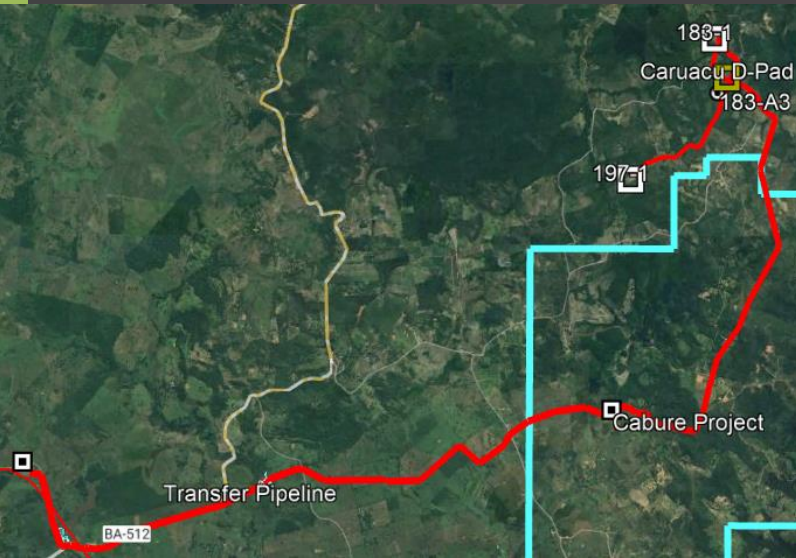 183-1
Caruacu D-Pad
183-A3
197-1
Cabure Project
Transfer Pipeline
BA-512